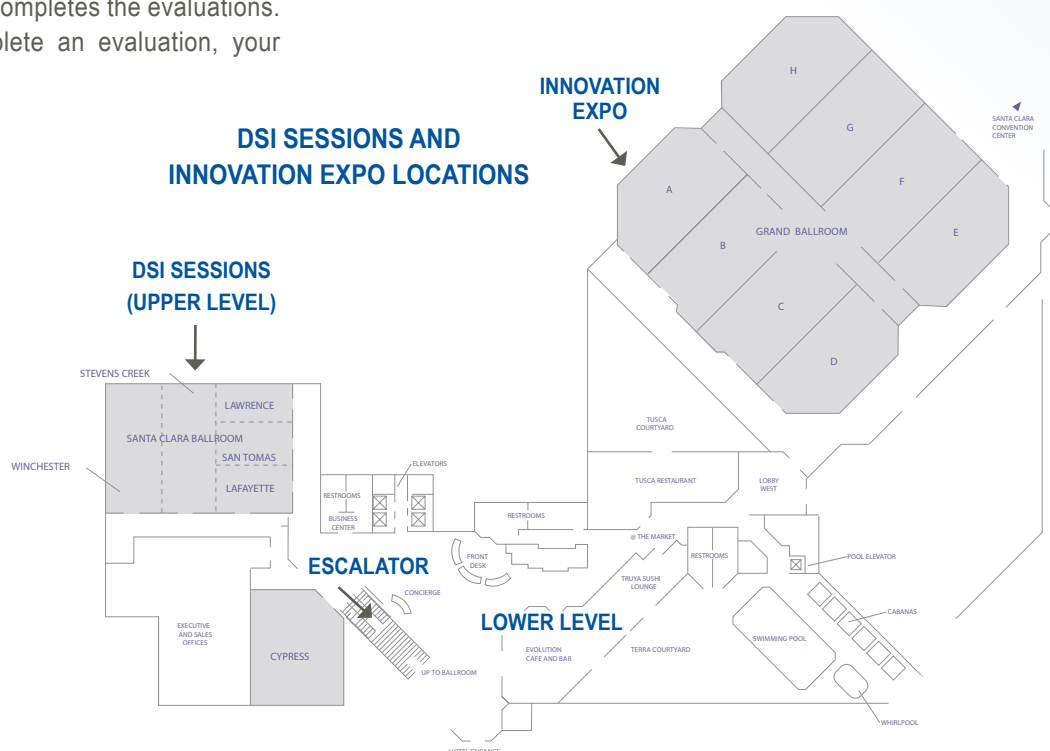 completes the evaluations.
plete an evaluation, your
DSI SESSIONS AND
INNOVATION EXPO LOCATIONS
INNOVATION
EXPO
H
G
F
E
A
B
GRAND BALLROOM
C
D
SANTA CLARA
CONVENTION
CENTER
DSI SESSIONS
(UPPER LEVEL)
STEVENS CREEK
LAWRENCE
SANTA CLARA BALLROOM
SAN TOMAS
WINCHESTER
LAFAYETTE
TUSCA
COURTYARD
ELEVATORS
RESTROOMS
BUSINESS
CENTER
RESTROOMS
TUSCA RESTAURANT
LOBBY
WEST
@ THE MARKET
RESTROOMS
POOL ELEVATOR
FRONT
DESK
ESCALATOR
CONCIERGE
TRUYA SUSHI
LOUNGE
CABANAS
LOWER LEVEL
EXECUTIVE
AND SALES
OFFICES
CYPRESS
EVOLUTION
CAFE AND BAR
TERRA COURTYARD
SWIMMING POOL
UP TO BALLROOM
WHIRLPOOL
HOTEL ENTRANCE